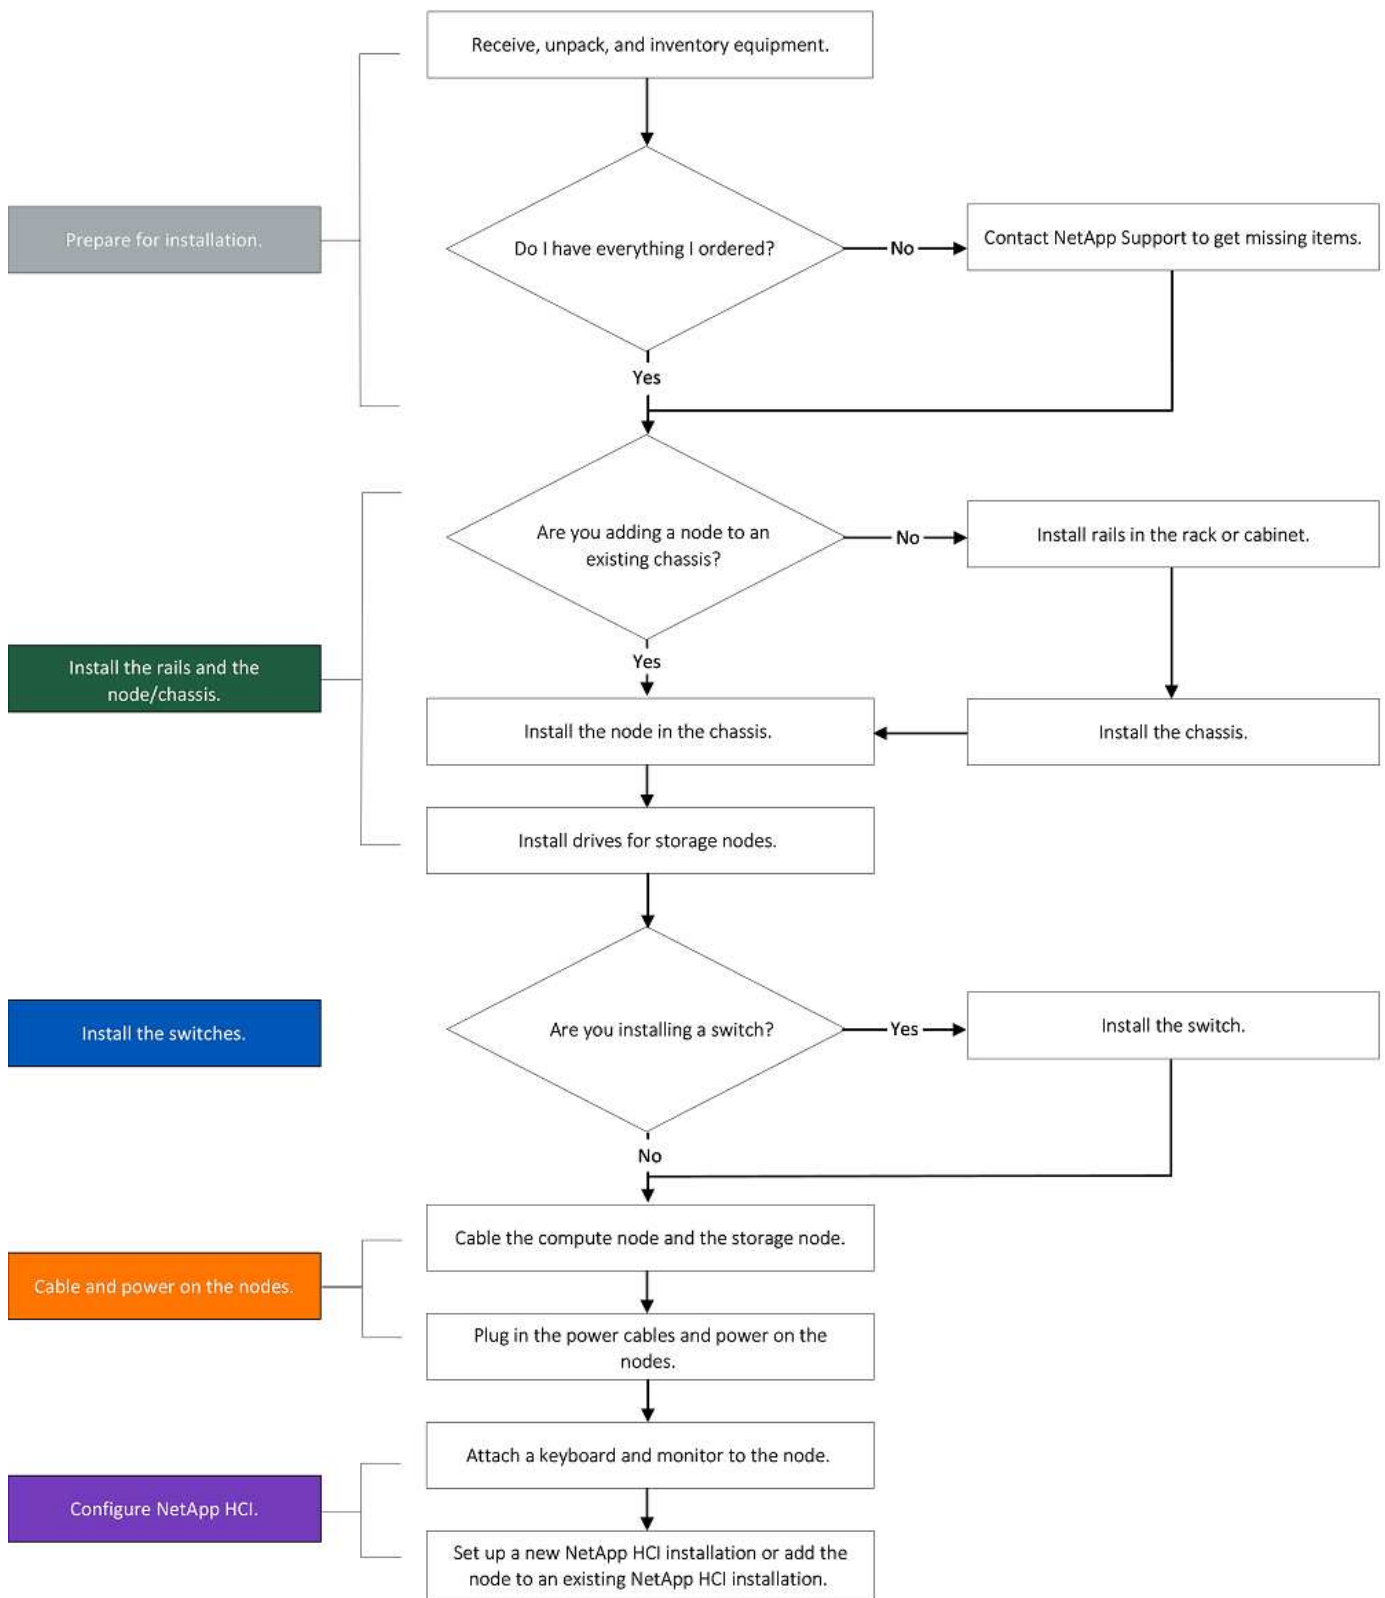 Receive, unpack, and inventory equipment.
Prepare for installation.
Do I have everything I ordered?
No
Contact NetApp Support to get missing items.
Yes
Are you adding a node to an
existing chassis?
No
Install rails in the rack or cabinet.
Yes
Install the rails and the
node/chassis.
Install the node in the chassis.
Install the chassis.
Install drives for storage nodes.
Install the switches.
Are you installing a switch?
Yes
Install the switch.
No
Cable the compute node and the storage node.
Cable and power on the nodes.
Plug in the power cables and power on the
nodes.
Attach a keyboard and monitor to the node.
Configure NetApp HCI.
Set up a new NetApp HCI installation or add the
node to an existing NetApp HCI installation.